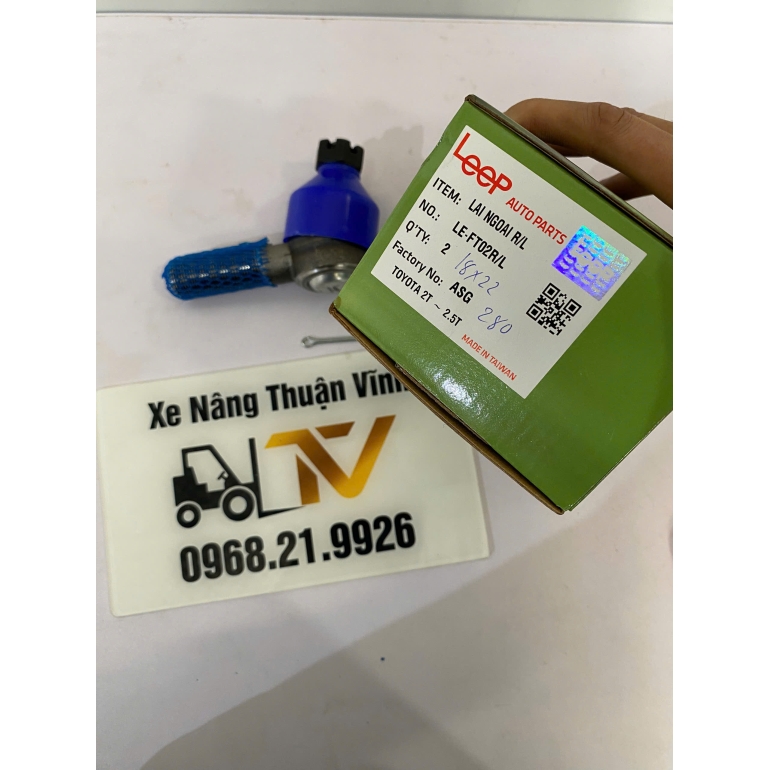 LEEP AUTO PARTS
ITEM: LAI NGOAI R/L
NO.: LE-FT02R/L
Q'TY: 2 18x22
Factory No: ASG 280
TOYOTA 2T ~ 2.5T
MADE IN TAIWAN
Xe Nâng Thuận Vĩnh
TV
0968.21.9926